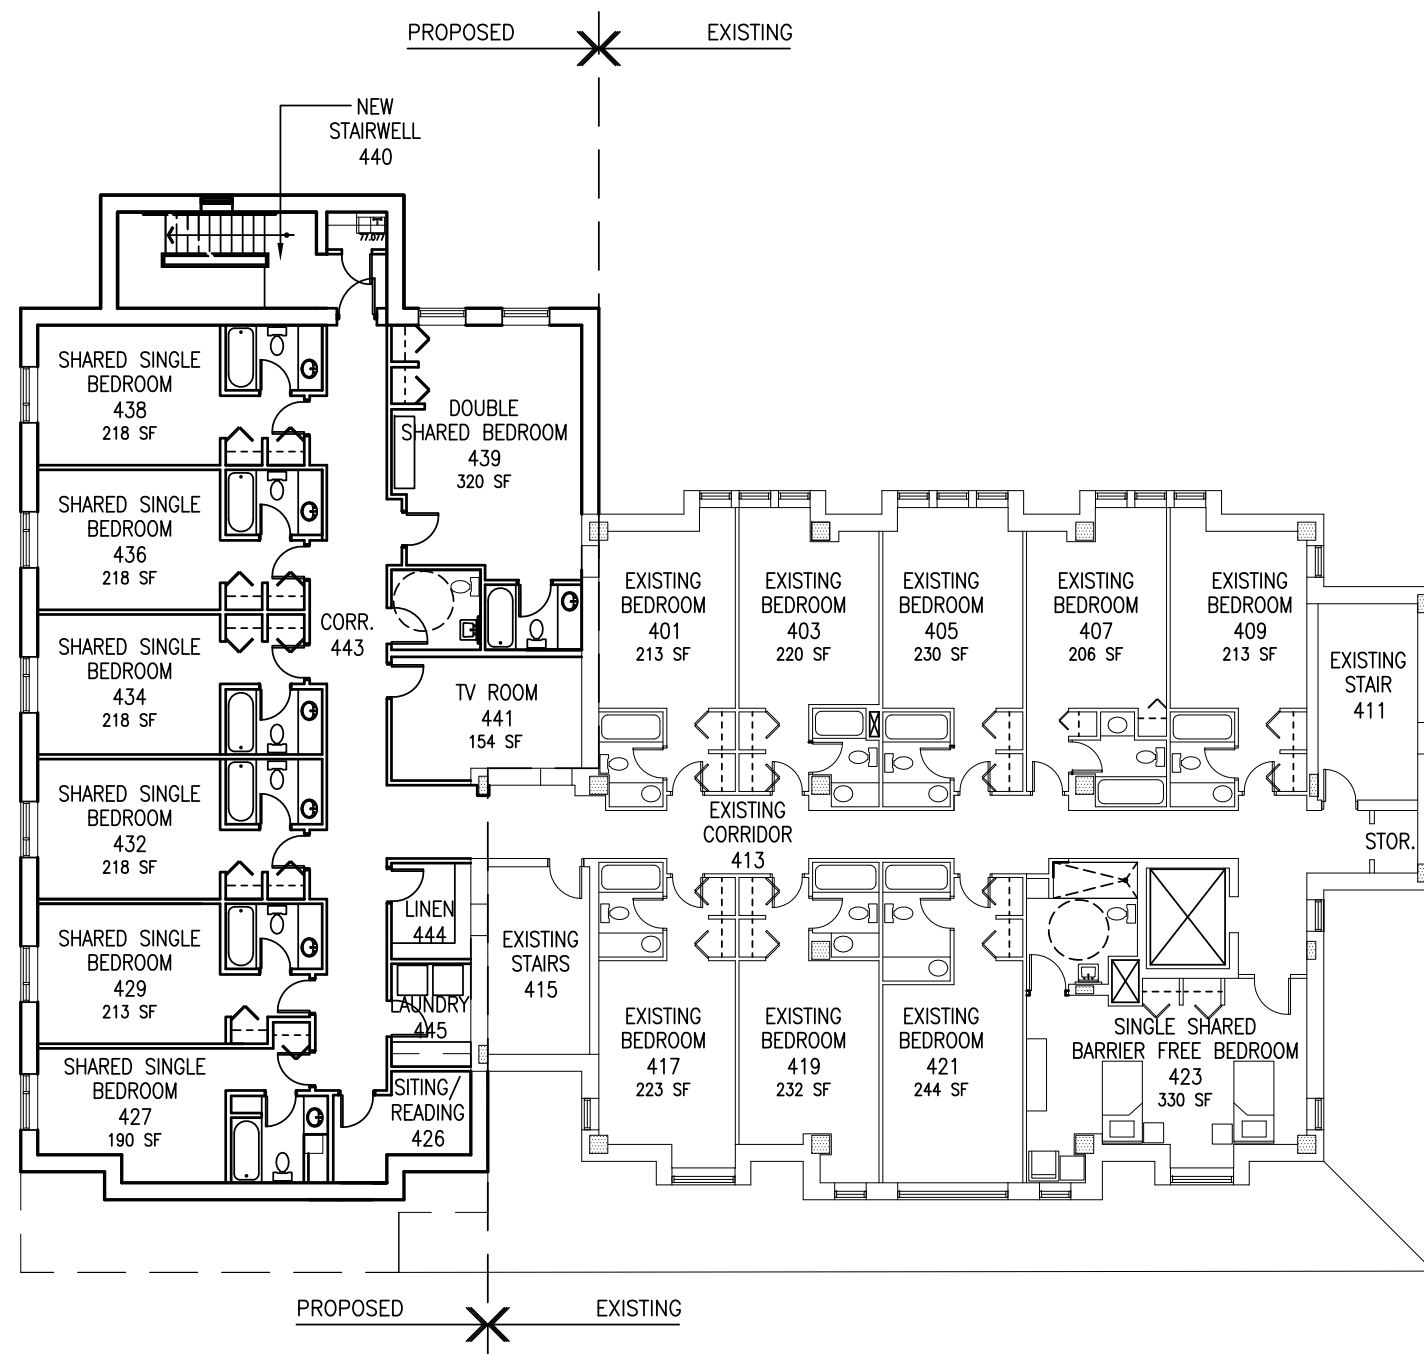 PROPOSED EXISTING
NEW
STAIRWELL
440
SHARED SINGLE
BEDROOM
438
218 SF
DOUBLE
SHARED BEDROOM
439
320 SF
SHARED SINGLE
BEDROOM
436
218 SF
CORR.
443
SHARED SINGLE
BEDROOM
434
218 SF
TV ROOM
441
154 SF
SHARED SINGLE
BEDROOM
432
218 SF
SHARED SINGLE
BEDROOM
429
213 SF
SHARED SINGLE
BEDROOM
427
190 SF
LINEN
444
LAUNDRY
445
SITING/
READING
426
EXISTING
BEDROOM
401
213 SF
EXISTING
BEDROOM
403
220 SF
EXISTING
BEDROOM
405
230 SF
EXISTING
BEDROOM
407
206 SF
EXISTING
BEDROOM
409
213 SF
EXISTING
STAIR
411
EXISTING
CORRIDOR
413
STOR.
EXISTING
STAIRS
415
EXISTING
BEDROOM
417
223 SF
EXISTING
BEDROOM
419
232 SF
EXISTING
BEDROOM
421
244 SF
SINGLE SHARED
BARRIER FREE BEDROOM
423
330 SF
PROPOSED EXISTING